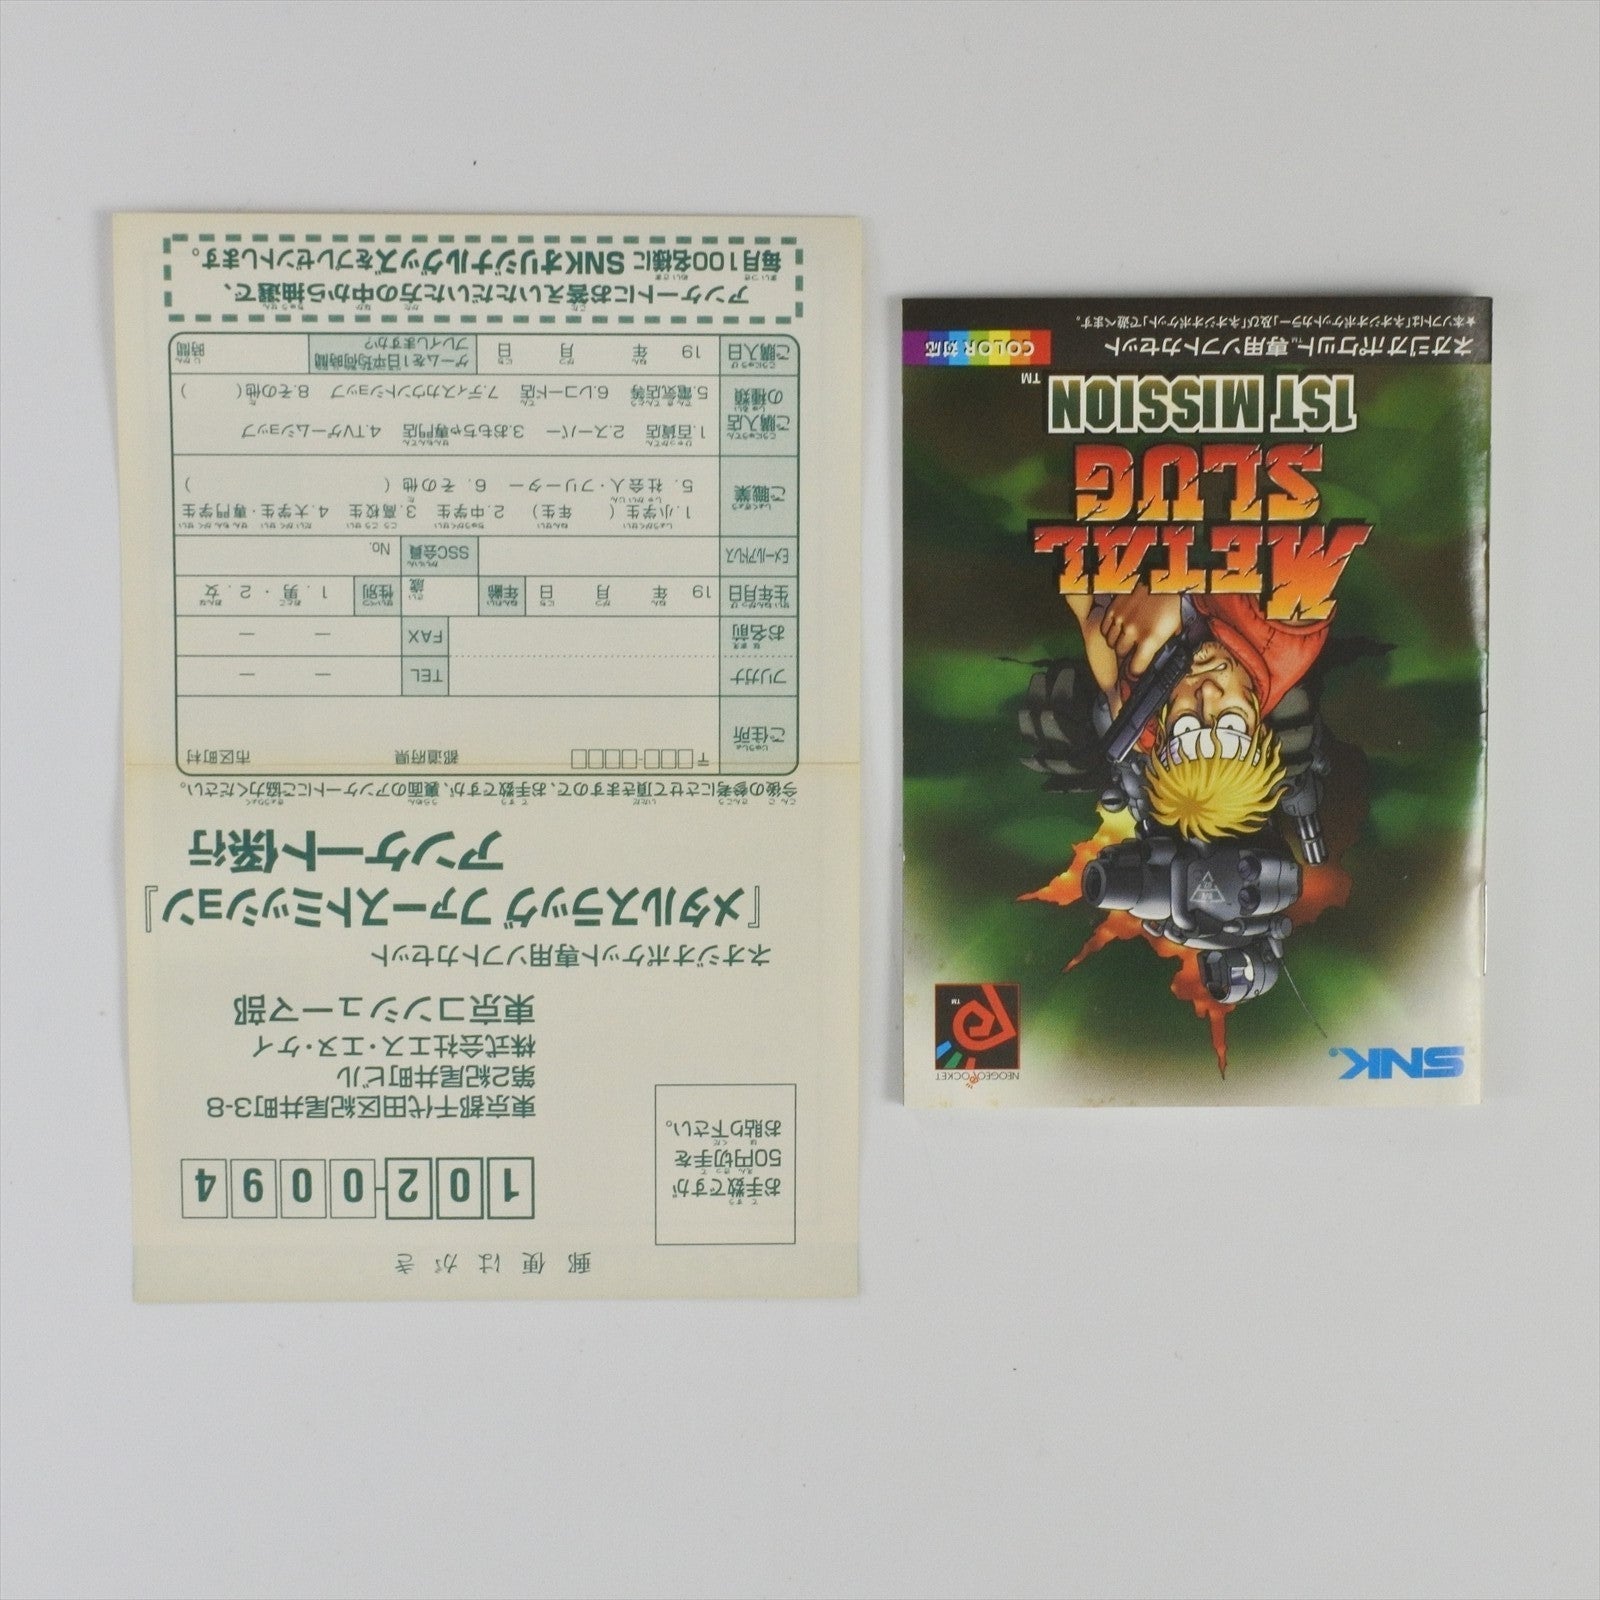 郵便はがき
お手数ですが
50円切手を
お貼り下さい。
102-0094
東京都千代田区紀尾井町3-8
第2紀尾井町ビル
株式会社エス・エヌ・ケイ
東京コンシューマ部
ネオジオポケット専用ソフトカセット
『メタルスラッグ ファーストミッション』
アンケート係行
今後の参考にさせて頂きますので、お手数ですが、裏面のアンケートにご協力ください。
ご住所 〒□□□-□□□□ 都道府県 市区町村
フリガナ TEL － －
お名前 FAX － －
生年月日 19 年 月 日 年齢 歳 性別 1.男・2.女
Eメールアドレス SSC会員 No.
ご職業 1.小学生( 年生) 2.中学生 3.高校生 4.大学生・専門学生
5.社会人・フリーター 6.その他( )
ご購入店の種類 1.百貨店 2.スーパー 3.おもちゃ専門店 4.TVゲームショップ
5.電気店等 6.レコード店 7.ディスカウントショップ 8.その他( )
ご購入日 19 年 月 日 ゲームを1日平均何時間プレイしますか? 時間
アンケートにお答えいただいた方の中から抽選で、
毎月100名様にSNKオリジナルグッズをプレゼントします。
SNK®
NEOGEO POCKET
TM
METAL
SLUG
1ST MISSION™
ネオジオポケット™専用ソフトカセット
COLOR対応
★本ソフトは「ネオジオポケットカラー」及び「ネオジオポケット」で遊べます。